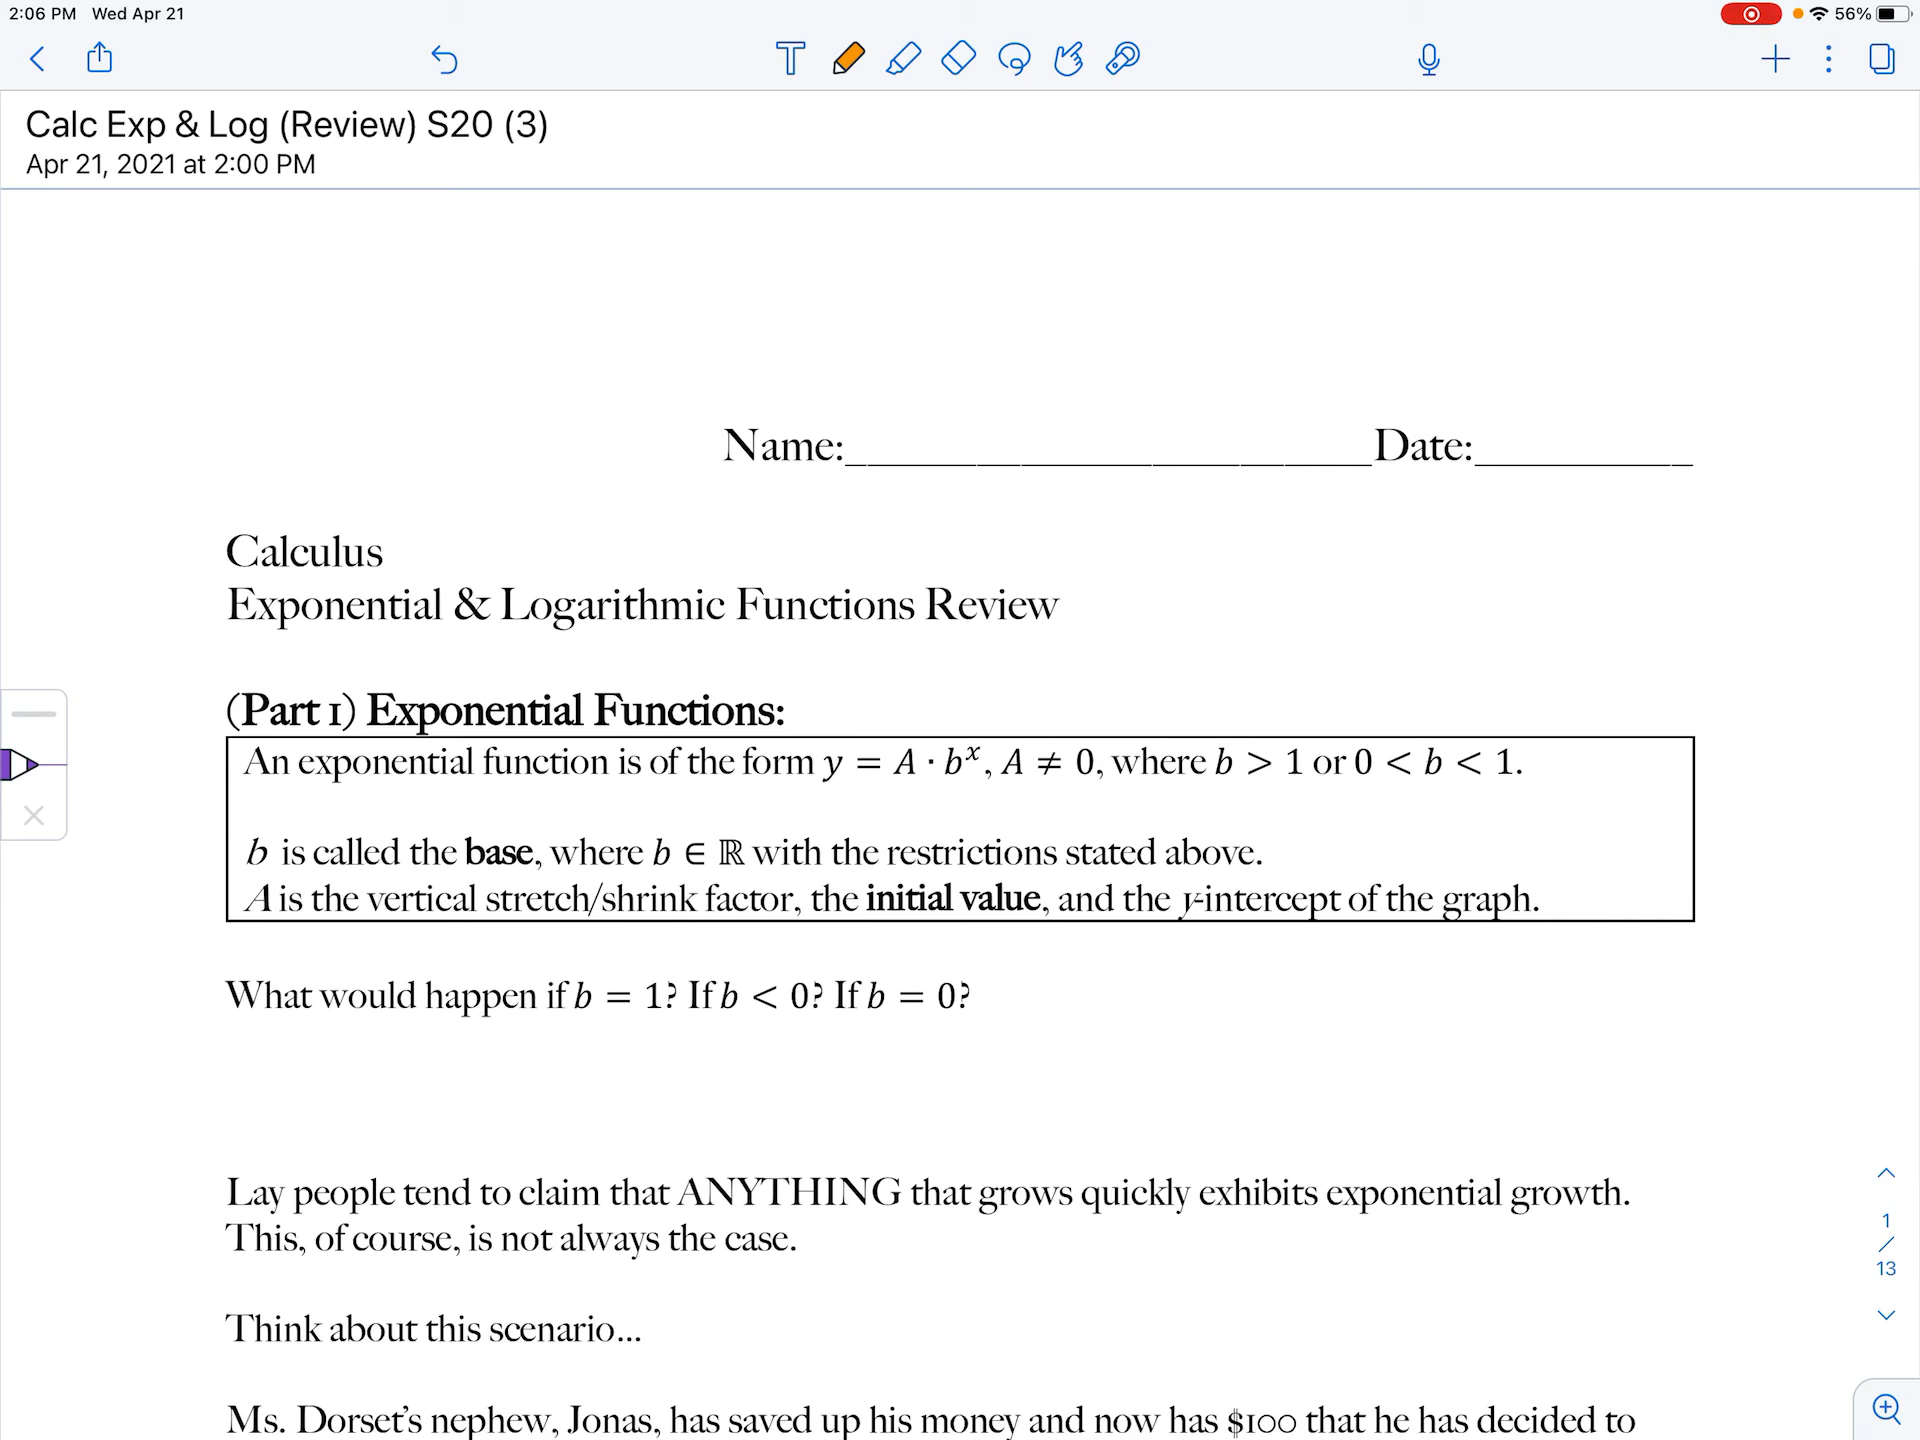 2:06 PM Wed Apr 21
56%
Calc Exp & Log (Review) S20 (3)
Apr 21, 2021 at 2:00 PM
Name:________________________Date:__________
Calculus
Exponential & Logarithmic Functions Review
(Part 1) Exponential Functions:
An exponential function is of the form y = A · bˣ, A ≠ 0, where b > 1 or 0 < b < 1.
b is called the base, where b ∈ ℝ with the restrictions stated above.
A is the vertical stretch/shrink factor, the initial value, and the y-intercept of the graph.
What would happen if b = 1? If b < 0? If b = 0?
Lay people tend to claim that ANYTHING that grows quickly exhibits exponential growth.
This, of course, is not always the case.
Think about this scenario...
Ms. Dorset's nephew, Jonas, has saved up his money and now has $100 that he has decided to
1
/
13